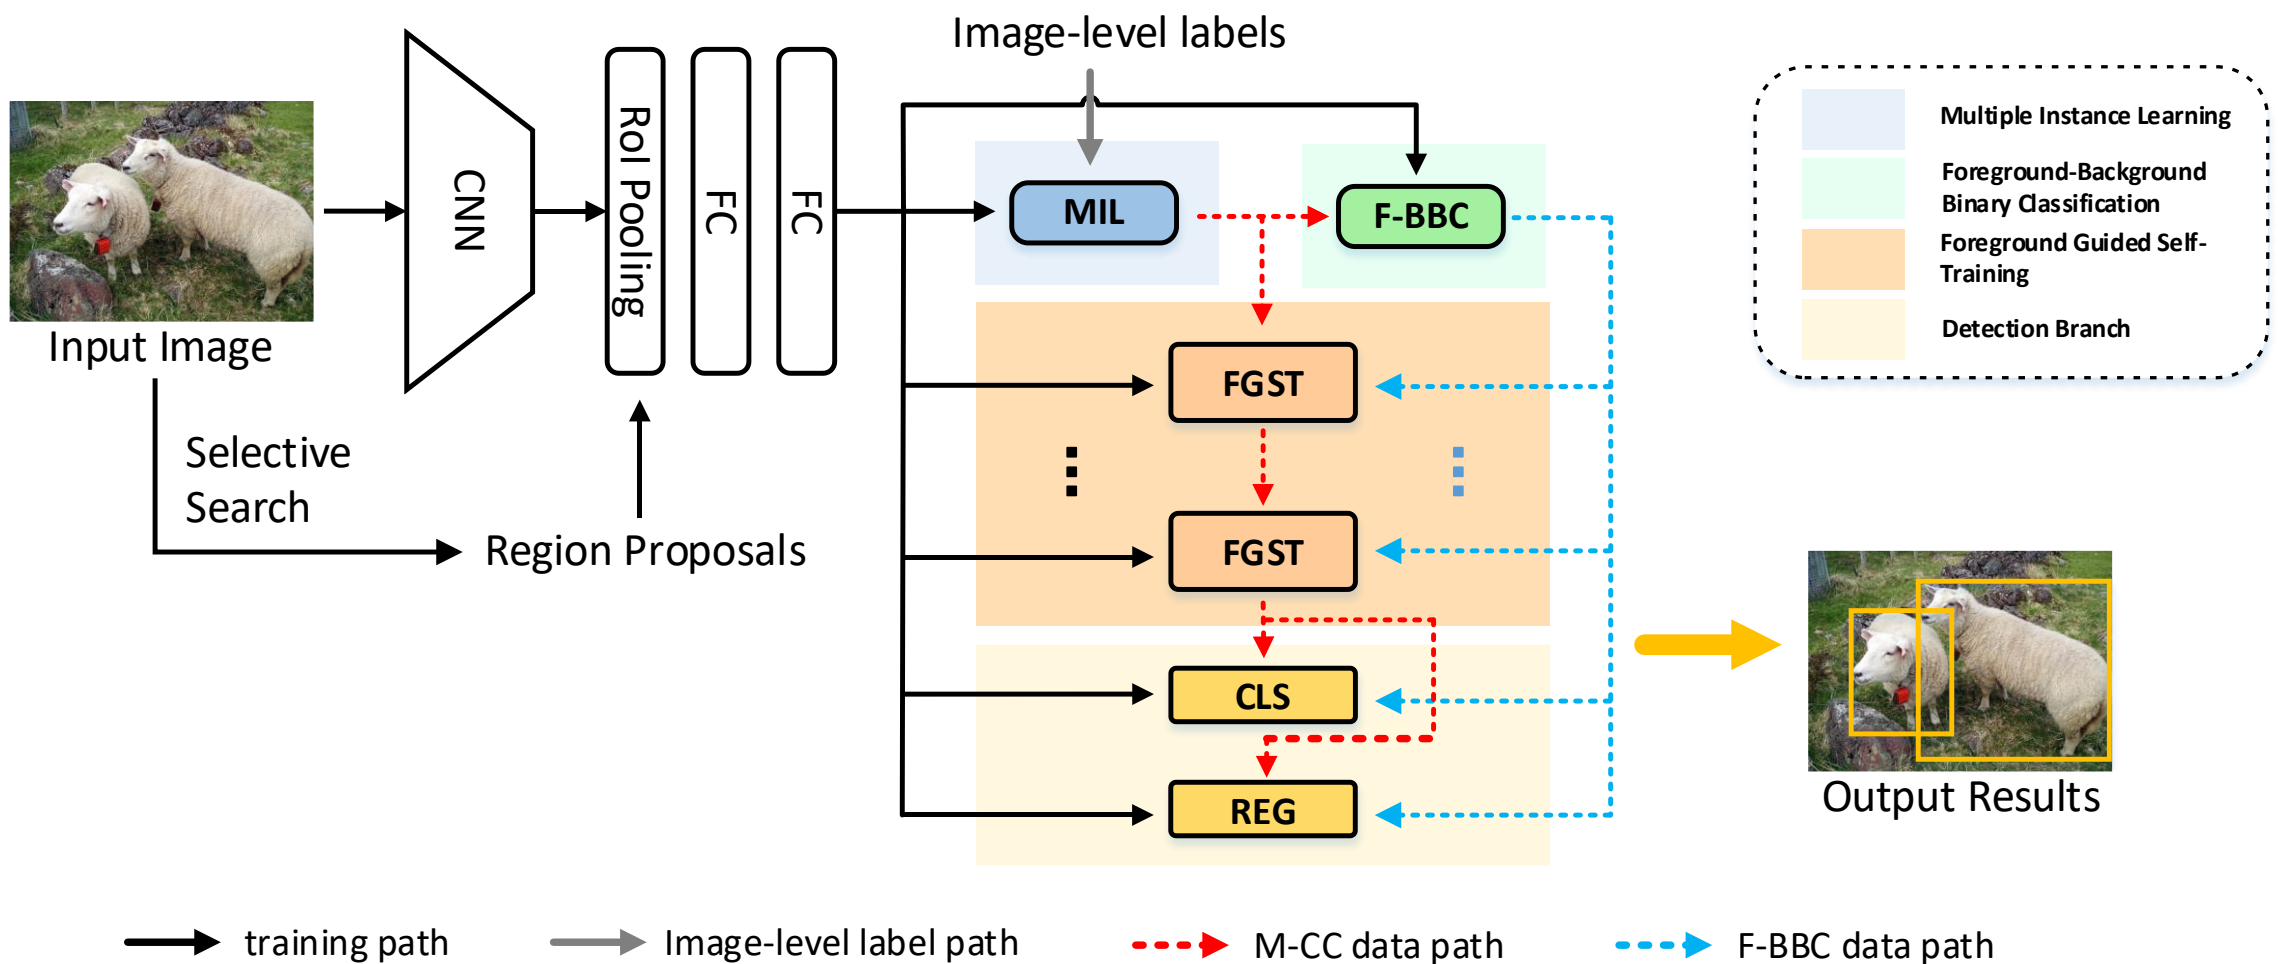 Image-level labels
Input Image
CNN
RoI Pooling
FC
FC
MIL
F-BBC
Multiple Instance Learning
Foreground-Background
Binary Classification
Foreground Guided Self-
Training
Detection Branch
Selective
Search
Region Proposals
FGST
FGST
CLS
REG
Output Results
training path
Image-level label path
M-CC data path
F-BBC data path